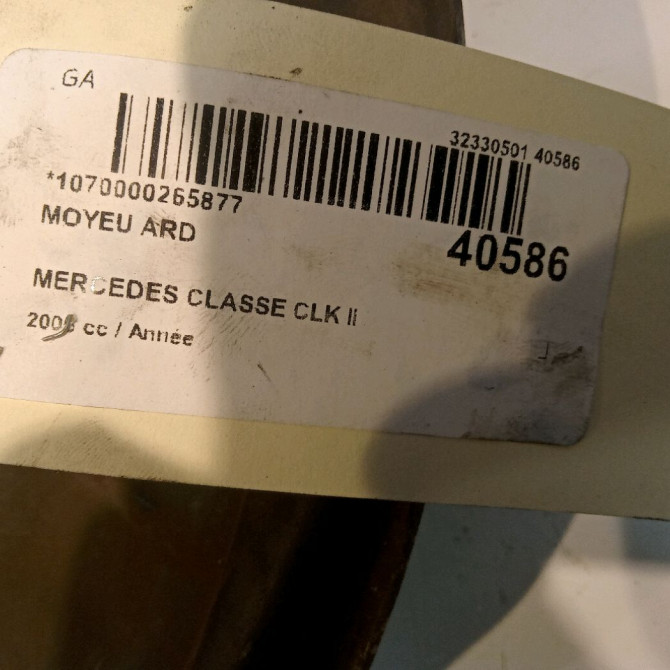 GA
32330501 40586
*1070000265877
MOYEU ARD
40586
MERCEDES CLASSE CLK II
cc / Année